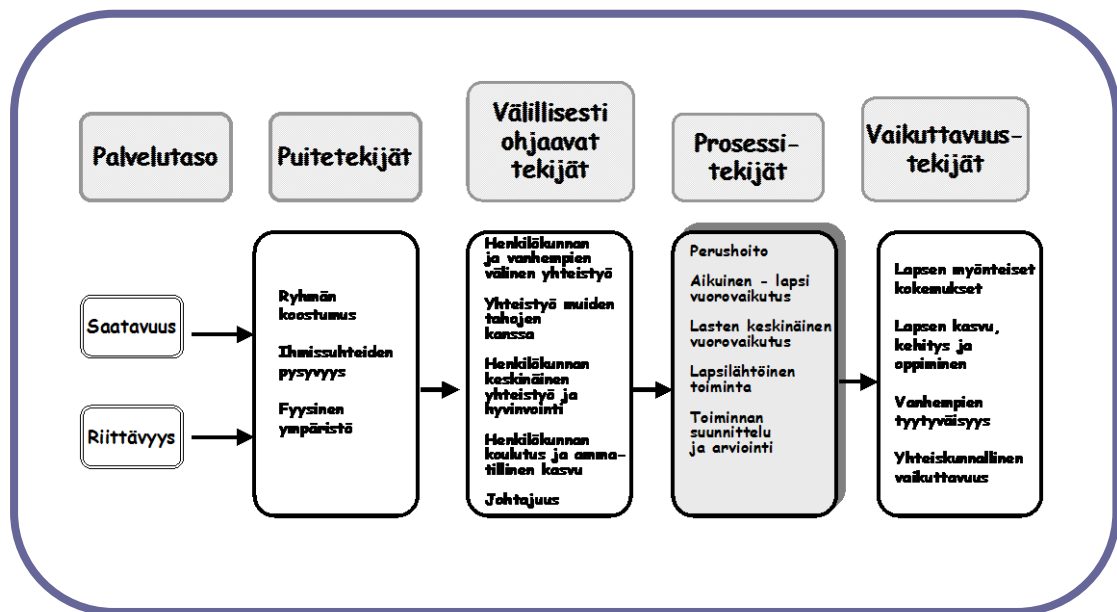 Palvelutaso
Puitetekijät
Välillisesti
ohjaavat
tekijät
Prosessi-
tekijät
Vaikuttavuus-
tekijät
Saatavuus
Riittävyys
Ryhmän
koostumus
Ihmissuhteiden
pysyvyys
Fyysinen
ympäristö
Henkilökunnan
ja vanhempien
välinen yhteistyö
Yhteistyö muiden
tahojen
kanssa
Henkilökunnan
keskinäinen
yhteistyö ja
hyvinvointi
Henkilökunnan
koulutus ja amma-
tillinen kasvu
Johtajuus
Perushoito
Aikuinen - lapsi
vuorovaikutus
Lasten keskinäinen
vuorovaikutus
Lapsilähtöinen
toiminta
Toiminnan
suunnittelu
ja arviointi
Lapsen myönteiset
kokemukset
Lapsen kasvu,
kehitys ja
oppiminen
Vanhempien
tyytyväisyys
Yhteiskunnallinen
vaikuttavuus